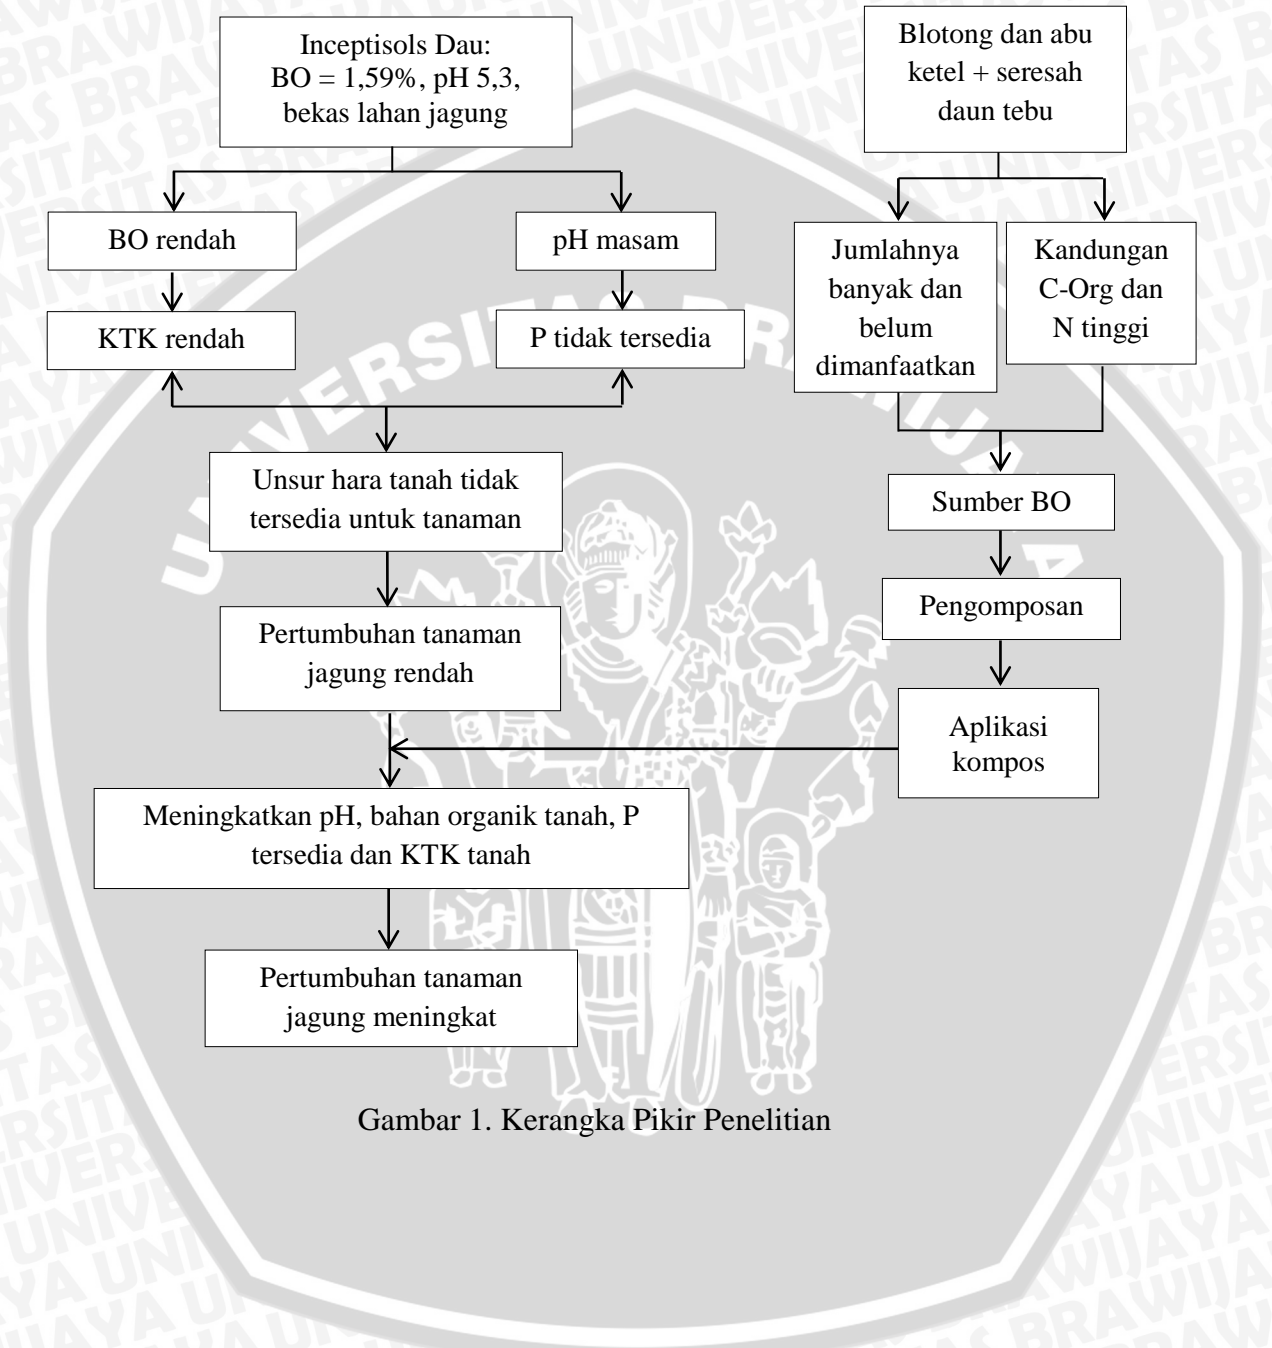 Inceptisols Dau:
BO = 1,59%, pH 5,3,
bekas lahan jagung
BO rendah
pH masam
KTK rendah
P tidak tersedia
Unsur hara tanah tidak
tersedia untuk tanaman
Pertumbuhan tanaman
jagung rendah
Blotong dan abu
ketel + seresah
daun tebu
Jumlahnya
banyak dan
belum
dimanfaatkan
Kandungan
C-Org dan
N tinggi
Sumber BO
Pengomposan
Aplikasi
kompos
Meningkatkan pH, bahan organik tanah, P
tersedia dan KTK tanah
Pertumbuhan tanaman
jagung meningkat
Gambar 1. Kerangka Pikir Penelitian
UNIVERSITAS BRAWIJAYA